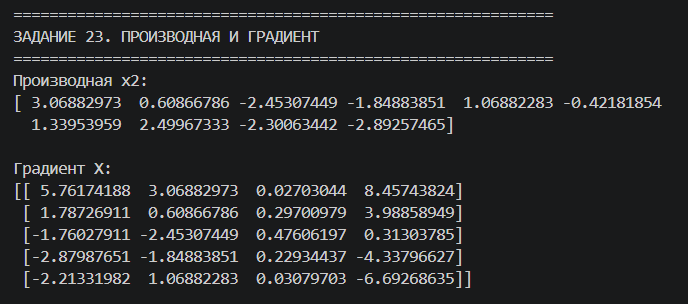 ============================================================
ЗАДАНИЕ 23. ПРОИЗВОДНАЯ И ГРАДИЕНТ
============================================================
Производная x2:
[ 3.06882973  0.60866786 -2.45307449 -1.84883851  1.06882283 -0.42181854
  1.33953959  2.49967333 -2.30063442 -2.89257465]

Градиент X:
[[ 5.76174188  3.06882973  0.02703044  8.45743824]
 [ 1.78726911  0.60866786  0.29700979  3.98858949]
 [-1.76027911 -2.45307449  0.47606197  0.31303785]
 [-2.87987651 -1.84883851  0.22934437 -4.33796627]
 [-2.21331982  1.06882283  0.03079703 -6.69268635]]